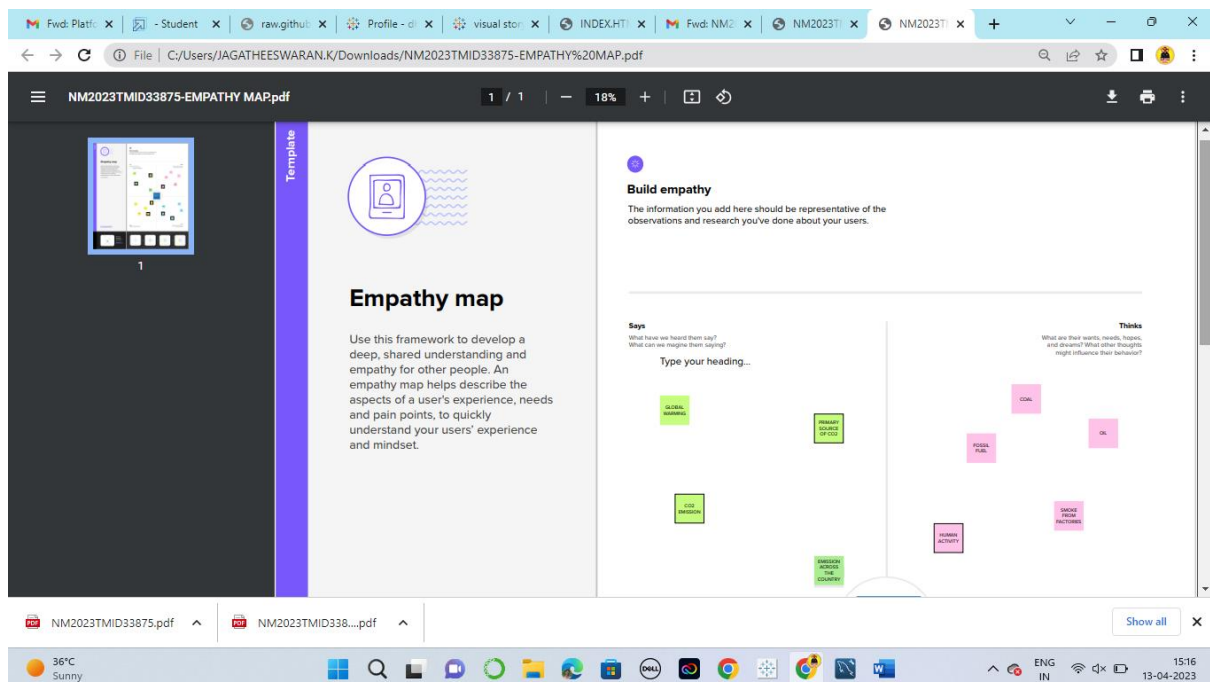 Fwd: Platfo
- Student
raw.github
Profile - d
visual stor
INDEX.HT
Fwd: NM2
NM2023T
NM2023T
File | C:/Users/JAGATHEESWARAN.K/Downloads/NM2023TMID33875-EMPATHY%20MAP.pdf
NM2023TMID33875-EMPATHY MAP.pdf
1 / 1
18%
1
Template
Empathy map
Use this framework to develop a
deep, shared understanding and
empathy for other people. An
empathy map helps describe the
aspects of a user's experience, needs
and pain points, to quickly
understand your users' experience
and mindset.
Build empathy
The information you add here should be representative of the
observations and research you've done about your users.
Says
What have we heard them say?
What can we magine them saying?
Type your heading...
GLOBAL
WARMING
PRIMARY
SOURCE
OF CO2
CO2
EMISSION
EMISSION
ACROSS
THE
COUNTRY
Thinks
What are their wants, needs, hopes,
and dreams? What other thoughts
might influence their behavior?
COAL
OIL
FOSSIL
FUEL
SMOKE
FROM
FACTORIES
HUMAN
ACTIVITY
NM2023TMID33875.pdf
NM2023TMID338....pdf
Show all
36°C
Sunny
DELL
ENG
IN
15:16
13-04-2023